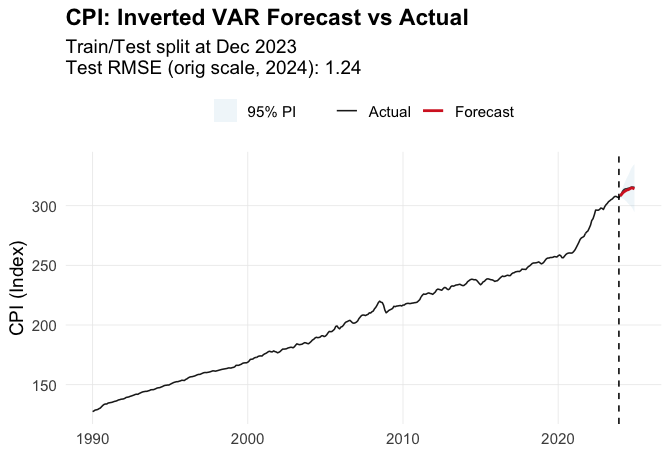 CPI: Inverted VAR Forecast vs Actual
Train/Test split at Dec 2023
Test RMSE (orig scale, 2024): 1.24
95% PI Actual Forecast
CPI (Index)
300
250
200
150
1990 2000 2010 2020